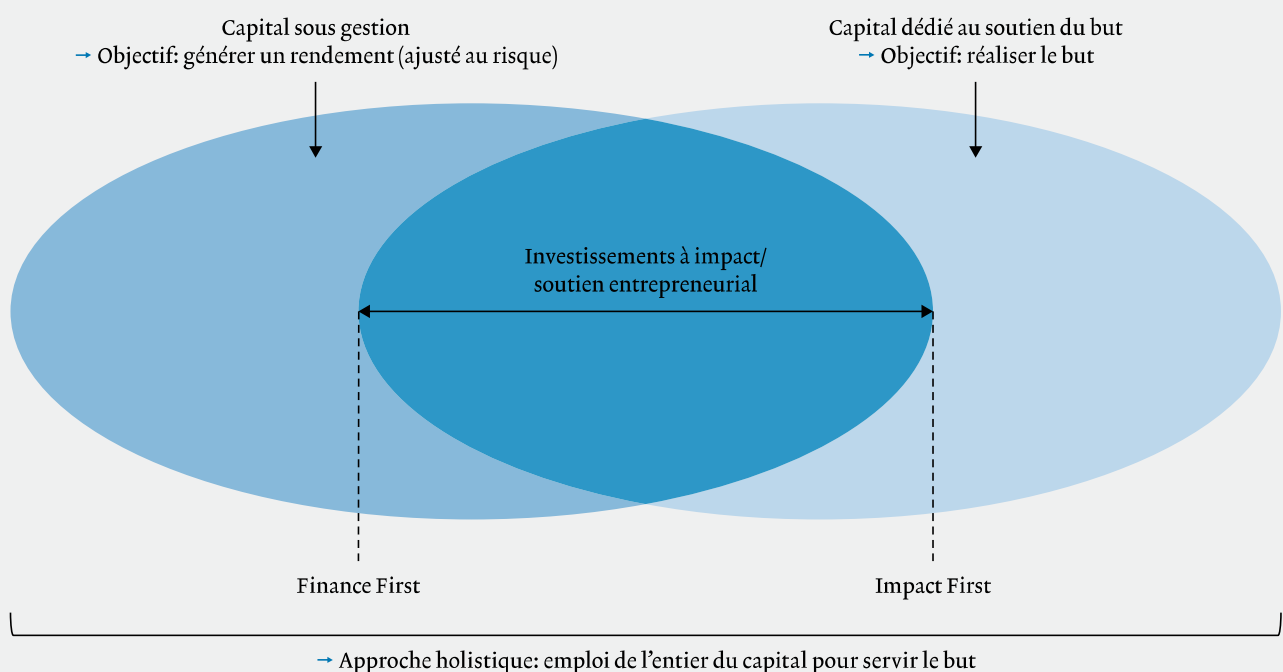 Capital sous gestion
→ Objectif: générer un rendement (ajusté au risque)
Capital dédié au soutien du but
→ Objectif: réaliser le but
Investissements à impact/
soutien entrepreneurial
Finance First
Impact First
→ Approche holistique: emploi de l’entier du capital pour servir le but